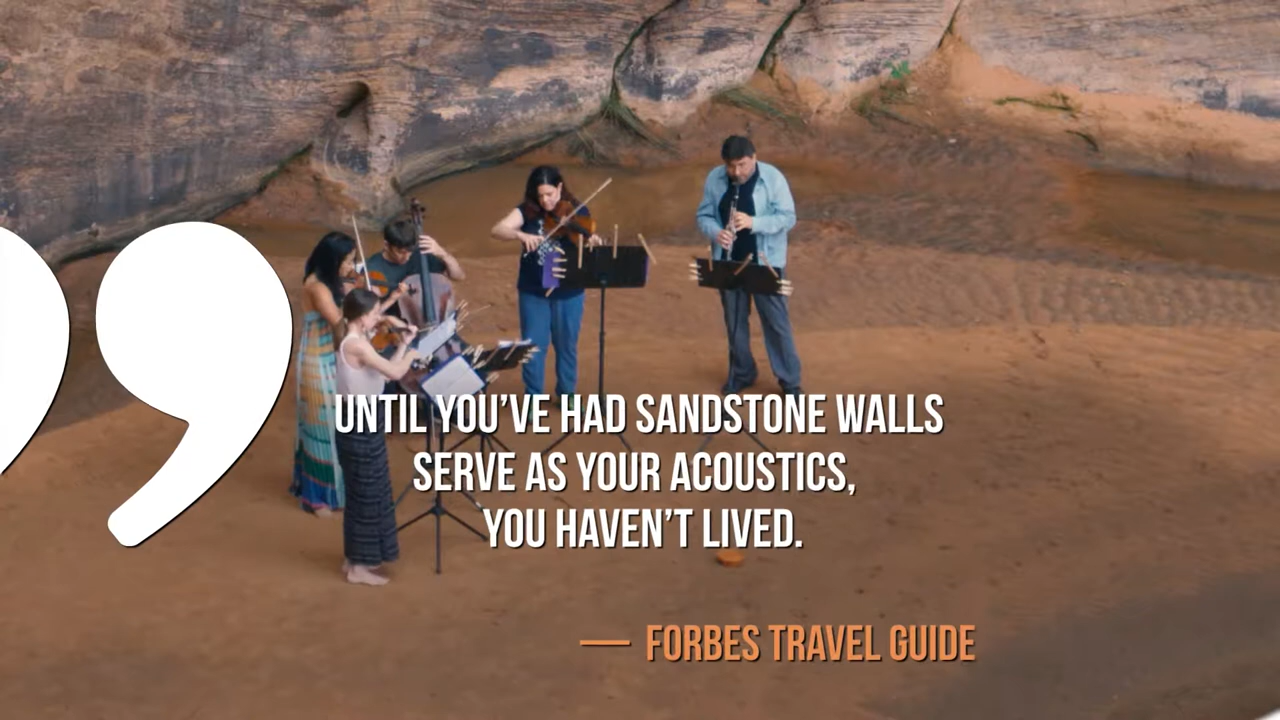 UNTIL YOU’VE HAD SANDSTONE WALLS
SERVE AS YOUR ACOUSTICS,
YOU HAVEN’T LIVED.
— FORBES TRAVEL GUIDE